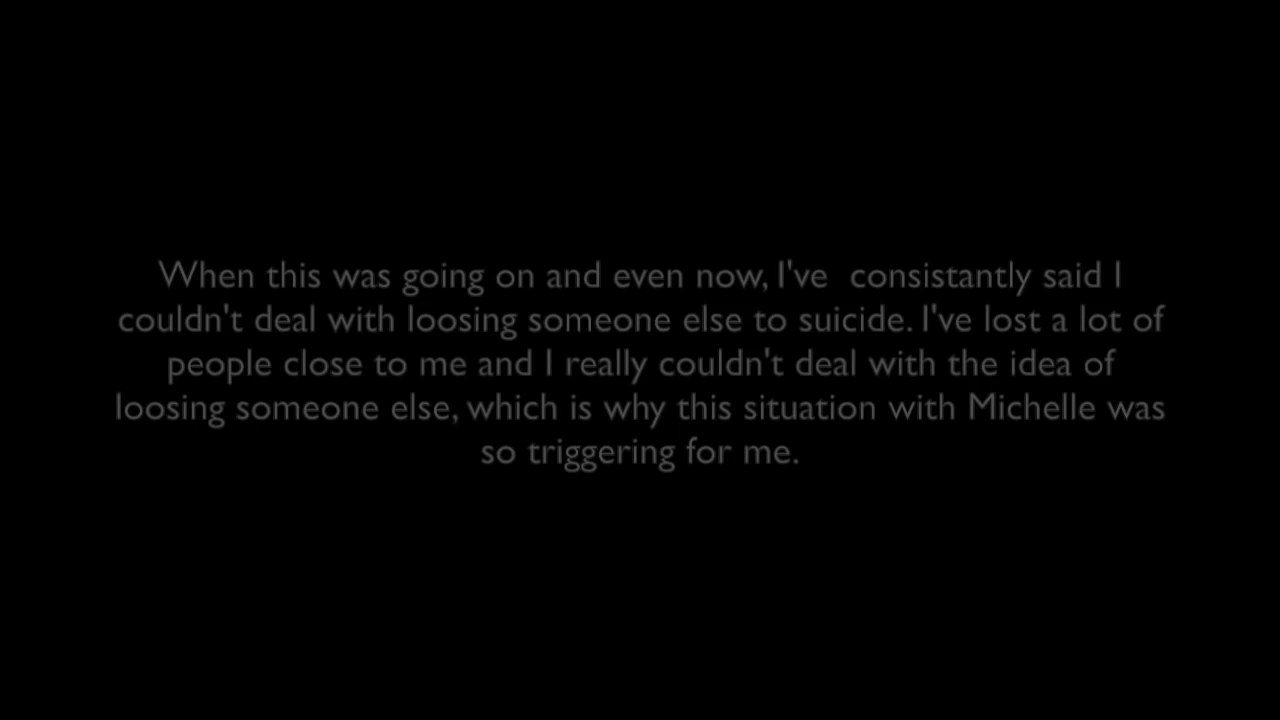 When this was going on and even now, I've  consistantly said I
couldn't deal with loosing someone else to suicide. I've lost a lot of
people close to me and I really couldn't deal with the idea of
loosing someone else, which is why this situation with Michelle was
so triggering for me.